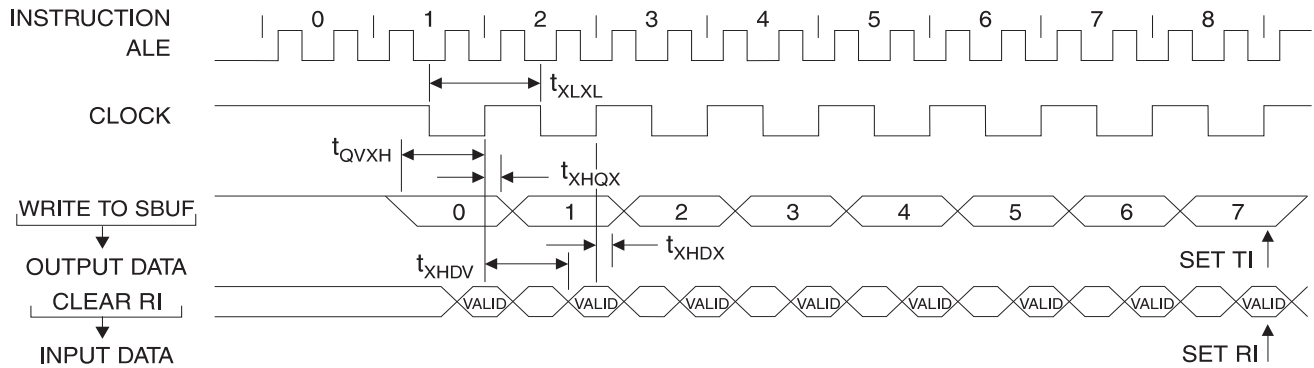 INSTRUCTION 0 1 2 3 4 5 6 7 8
ALE
tXLXL
CLOCK
tQVXH
tXHQX
WRITE TO SBUF 0 1 2 3 4 5 6 7
tXHDX
tXHDV
OUTPUT DATA SET TI
CLEAR RI VALID VALID VALID VALID VALID VALID VALID VALID
INPUT DATA SET RI